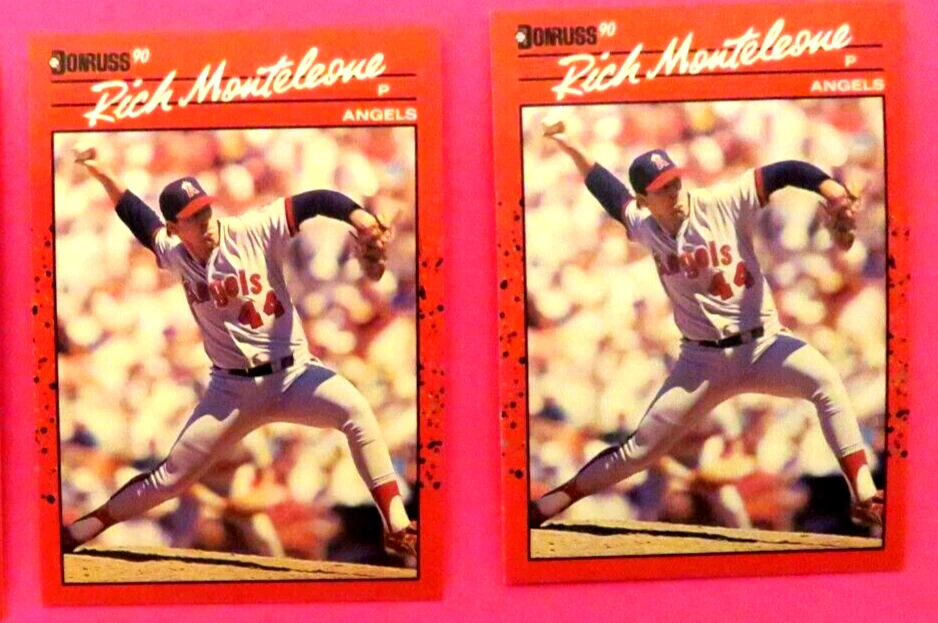 DONRUSS 90
Rich Monteleone
P
ANGELS
A
Angels
44
DONRUSS 90
Rich Monteleone
P
ANGELS
A
Angels
44